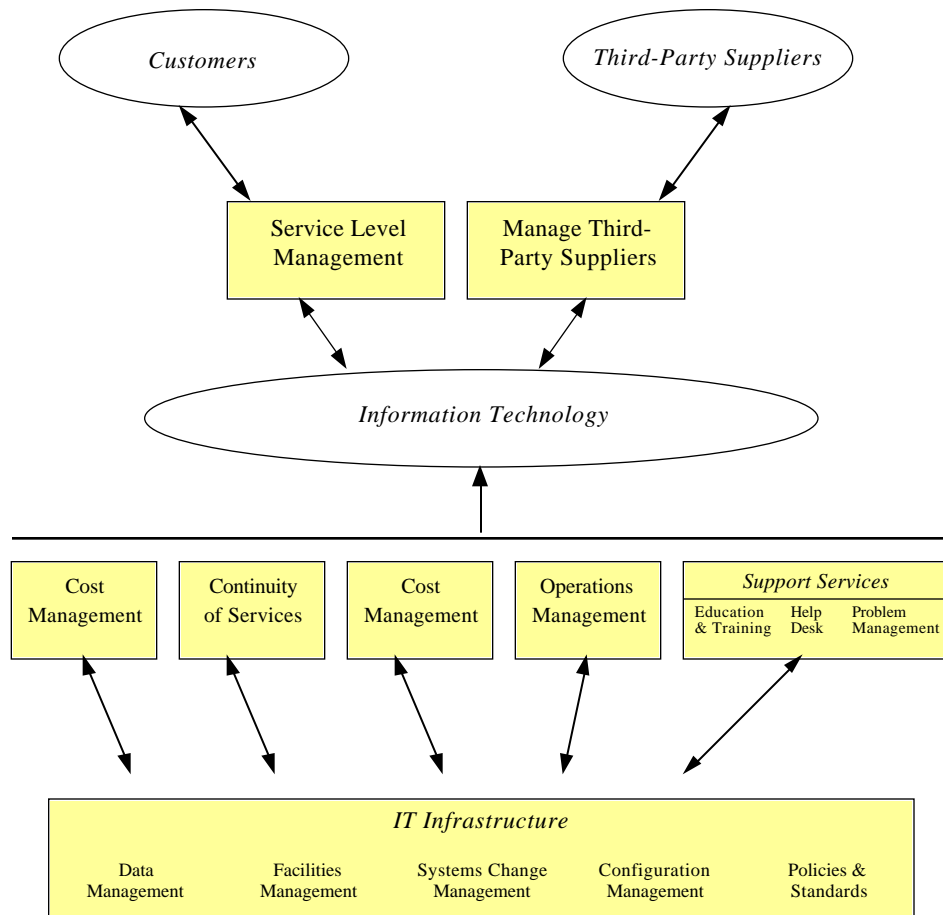 Customers
Third-Party Suppliers
Service Level
Management
Manage Third-
Party Suppliers
Information Technology
Cost
Management
Continuity
of Services
Cost
Management
Operations
Management
Support Services
Education
& Training
Help
Desk
Problem
Management
IT Infrastructure
Data
Management
Facilities
Management
Systems Change
Management
Configuration
Management
Policies &
Standards